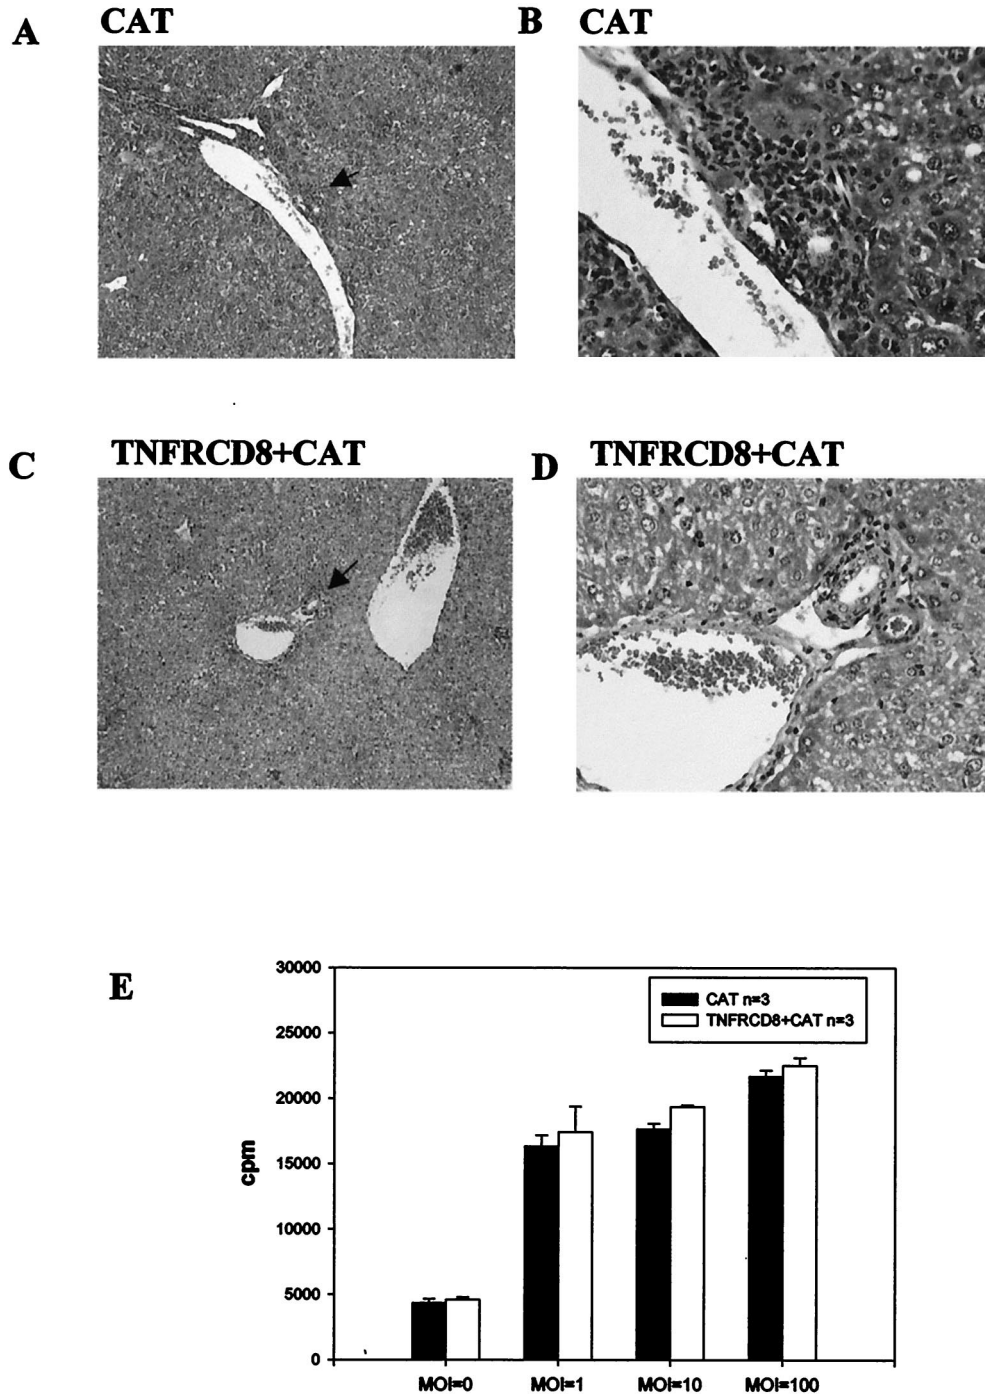 A
CAT
B
CAT
C
TNFRCD8+CAT
D
TNFRCD8+CAT
E
30000
25000
20000
15000
10000
5000
0
cpm
CAT n=3
TNFRCD8+CAT n=3
MOI=0
MOI=1
MOI=10
MOI=100